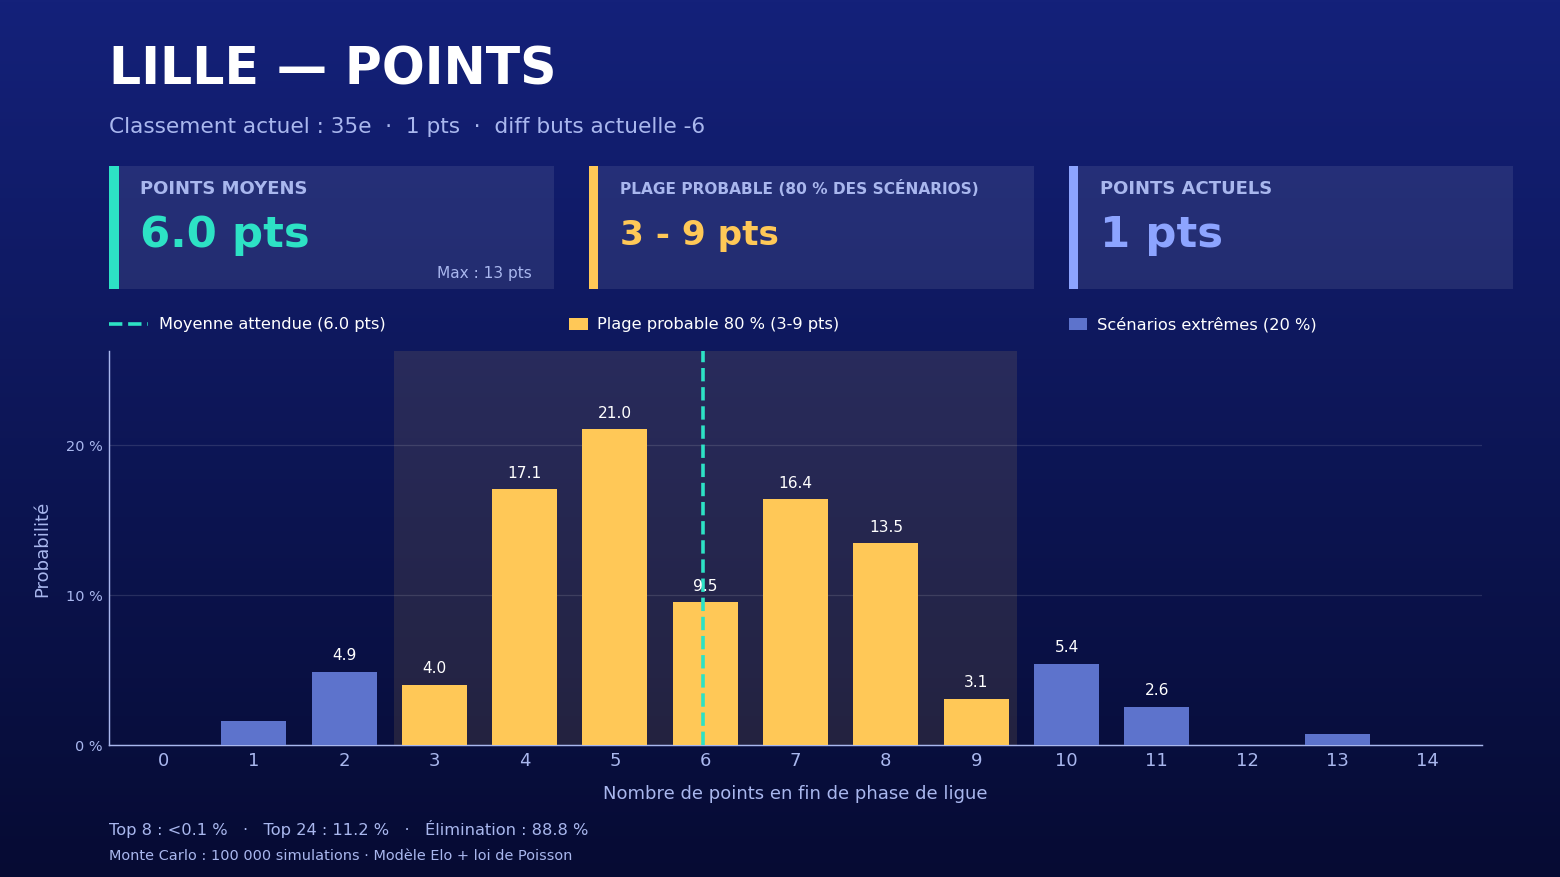 LILLE — POINTS
Classement actuel : 35e · 1 pts · diff buts actuelle -6
POINTS MOYENS
6.0 pts
Max : 13 pts
PLAGE PROBABLE (80 % DES SCÉNARIOS)
3 - 9 pts
POINTS ACTUELS
1 pts
Moyenne attendue (6.0 pts)
Plage probable 80 % (3-9 pts)
Scénarios extrêmes (20 %)
Probabilité
20 %
10 %
0 %
4.9
4.0
17.1
21.0
9.5
16.4
13.5
3.1
5.4
2.6
0 1 2 3 4 5 6 7 8 9 10 11 12 13 14
Nombre de points en fin de phase de ligue
Top 8 : <0.1 % · Top 24 : 11.2 % · Élimination : 88.8 %
Monte Carlo : 100 000 simulations · Modèle Elo + loi de Poisson